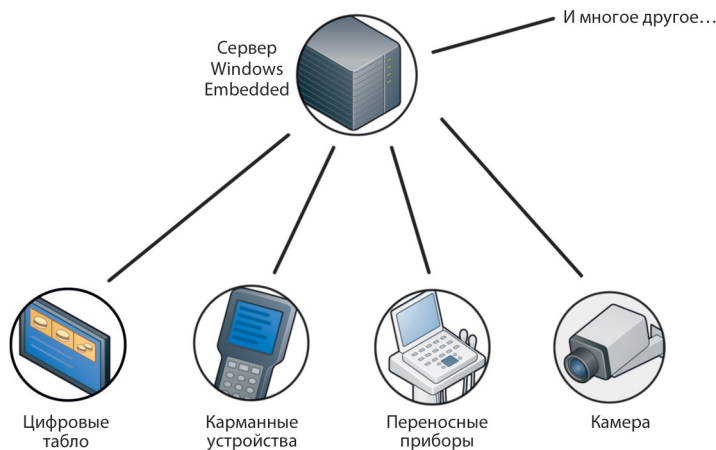 И многое другое...
Сервер
Windows
Embedded
Цифровые
табло
Карманные
устройства
Переносные
приборы
Камера